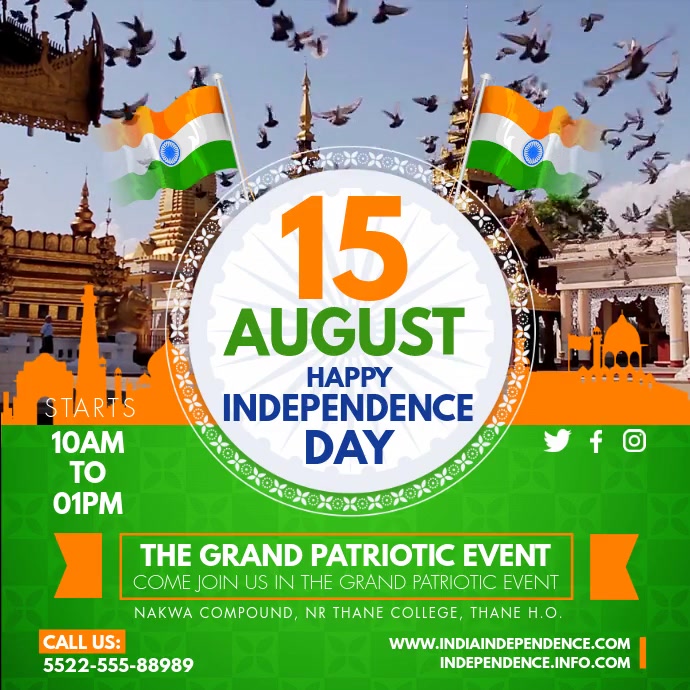 15
AUGUST
HAPPY
INDEPENDENCE
DAY
STARTS
10AM
TO
01PM
THE GRAND PATRIOTIC EVENT
COME JOIN US IN THE GRAND PATRIOTIC EVENT
NAKWA COMPOUND, NR THANE COLLEGE, THANE H.O.
CALL US:
5522-555-88989
WWW.INDIAINDEPENDENCE.COM
INDEPENDENCE.INFO.COM